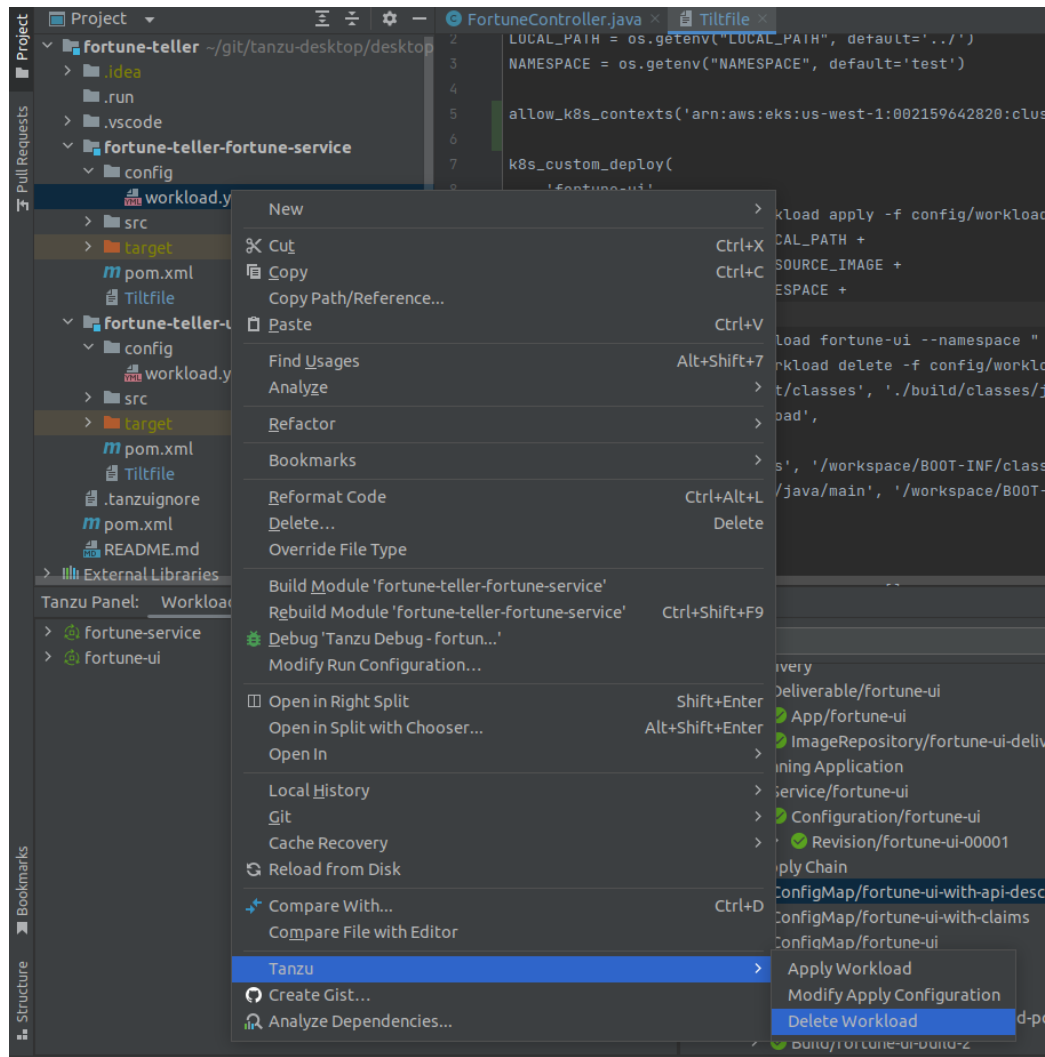 Project
Project
FortuneController.java
Tiltfile
fortune-teller ~/git/tanzu-desktop/desktop
.idea
.run
.vscode
fortune-teller-fortune-service
config
workload.y
src
target
pom.xml
Tiltfile
fortune-teller-u
config
workload.y
src
target
pom.xml
Tiltfile
.tanzuignore
pom.xml
README.md
External Libraries
Pull Requests
Bookmarks
Structure
2 LOCAL_PATH = os.getenv("LOCAL_PATH", default='../')
3 NAMESPACE = os.getenv("NAMESPACE", default='test')
4
5 allow_k8s_contexts('arn:aws:eks:us-west-1:002159642820:clus
6
7 k8s_custom_deploy(
8 'fortune-ui'
kload apply -f config/workload
CAL_PATH +
SOURCE_IMAGE +
ESPACE +
load fortune-ui --namespace "
rkload delete -f config/worklo
t/classes', './build/classes/j
oad',
s', '/workspace/BOOT-INF/class
/java/main', '/workspace/BOOT-
New
Cut Ctrl+X
Copy Ctrl+C
Copy Path/Reference...
Paste Ctrl+V
Find Usages Alt+Shift+7
Analyze
Refactor
Bookmarks
Reformat Code Ctrl+Alt+L
Delete... Delete
Override File Type
Build Module 'fortune-teller-fortune-service'
Rebuild Module 'fortune-teller-fortune-service' Ctrl+Shift+F9
Debug 'Tanzu Debug - fortun...'
Modify Run Configuration...
Open in Right Split Shift+Enter
Open in Split with Chooser... Alt+Shift+Enter
Open In
Local History
Git
Cache Recovery
Reload from Disk
Compare With... Ctrl+D
Compare File with Editor
Tanzu
Create Gist...
Analyze Dependencies...
Apply Workload
Modify Apply Configuration
Delete Workload
Tanzu Panel: Workload
fortune-service
fortune-ui
ivery
Deliverable/fortune-ui
App/fortune-ui
ImageRepository/fortune-ui-deliv
nning Application
Service/fortune-ui
Configuration/fortune-ui
Revision/fortune-ui-00001
pply Chain
ConfigMap/fortune-ui-with-api-desc
ConfigMap/fortune-ui-with-claims
ConfigMap/fortune-ui
d-po
Build/fortune-ui-build-2